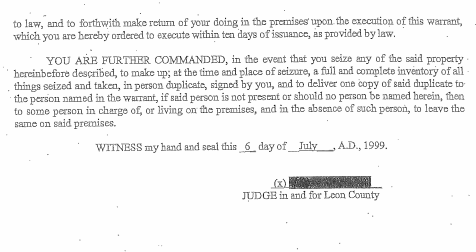 to law, and to forthwith make return of your doing in the premises upon the execution of this warrant,
which you are hereby ordered to execute within ten days of issuance, as provided by law.
YOU ARE FURTHER COMMANDED, in the event that you seize any of the said property
hereinbefore described, to make up; at the time and place of seizure, a full and complete inventory of all
things seized and taken, in person duplicate, signed by you, and to deliver one copy of said duplicate to
the person named in the warrant, if said person is not present or should no person be named herein, then
to some person in charge of, or living on the premises, and in the absence of such person, to leave the
same on said premises.
WITNESS my hand and seal this 6 day of July, A.D., 1999.
(x)
JUDGE in and for Leon County